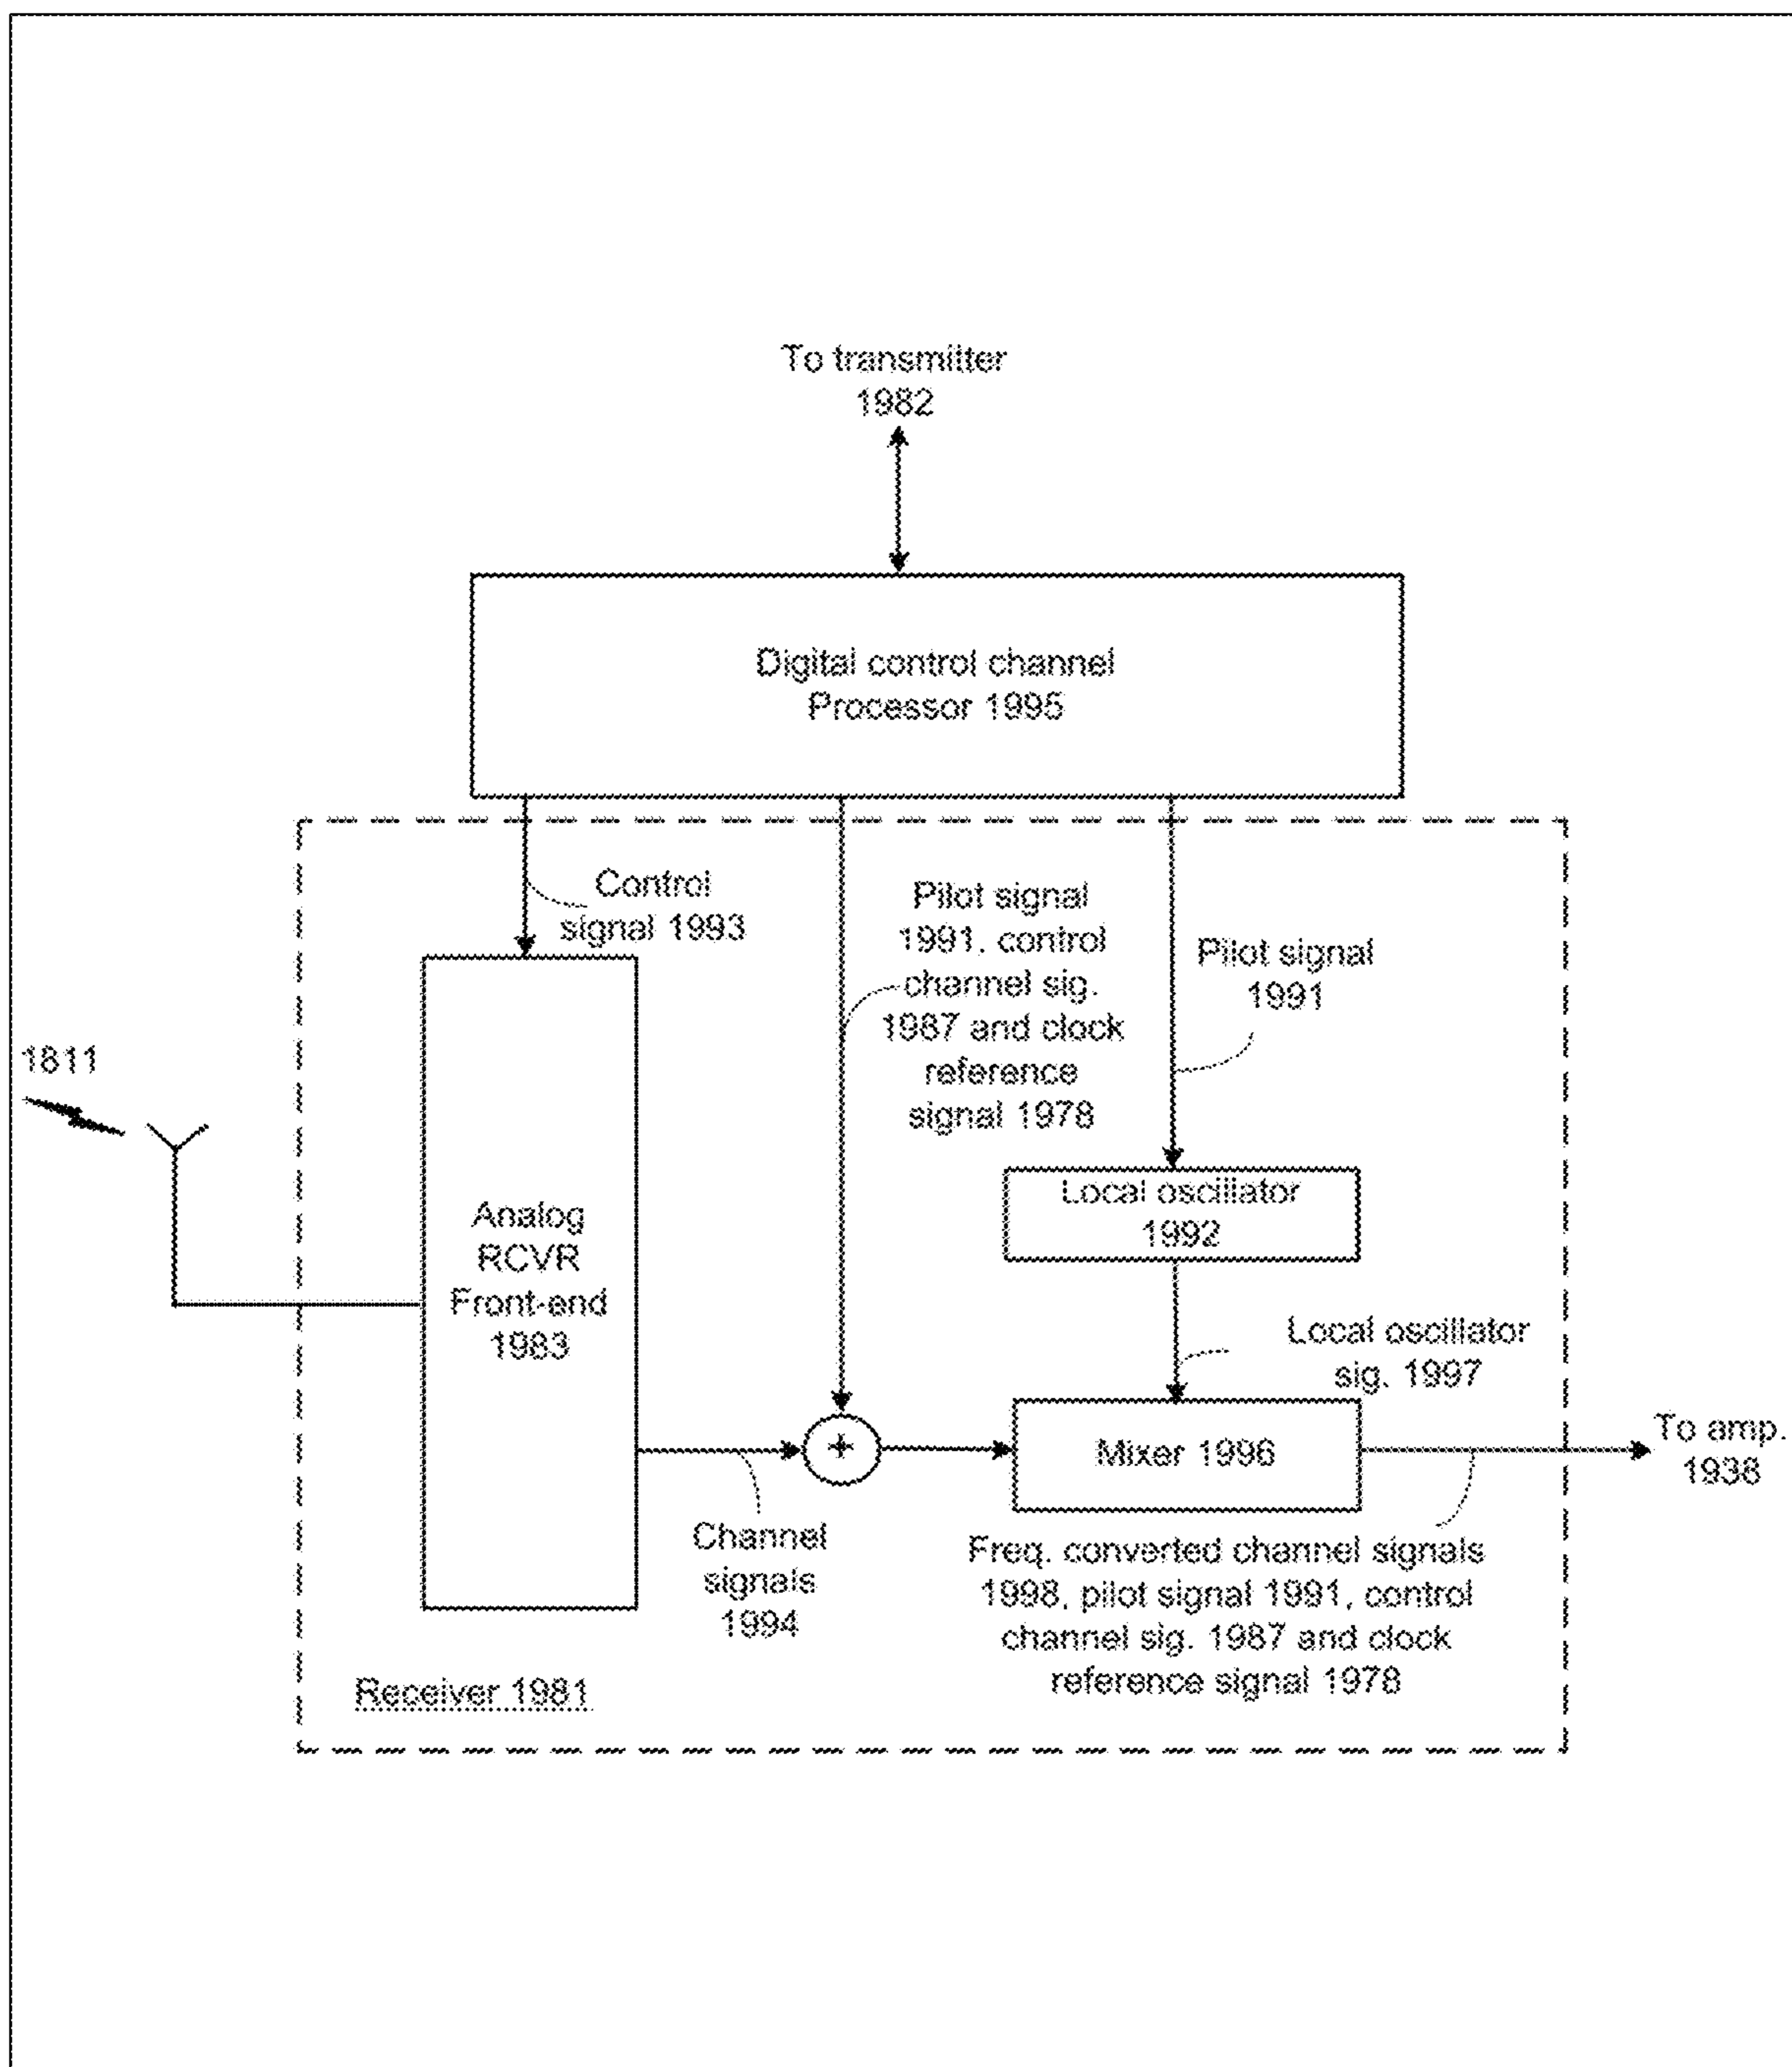 To transmitter
1982
Digital control channel
Processor 1995
Control
signal 1993
Pilot signal
1991, control
channel sig.
1987 and clock
reference
signal 1978
Pilot signal
1991
1811
Local oscillator
1992
Analog
RCVR
Front-end
1983
Local oscillator
sig. 1997
+
Mixer 1996
To amp.
1938
Channel
signals
1994
Freq. converted channel signals
1998, pilot signal 1991, control
channel sig. 1987 and clock
reference signal 1978
Receiver 1981